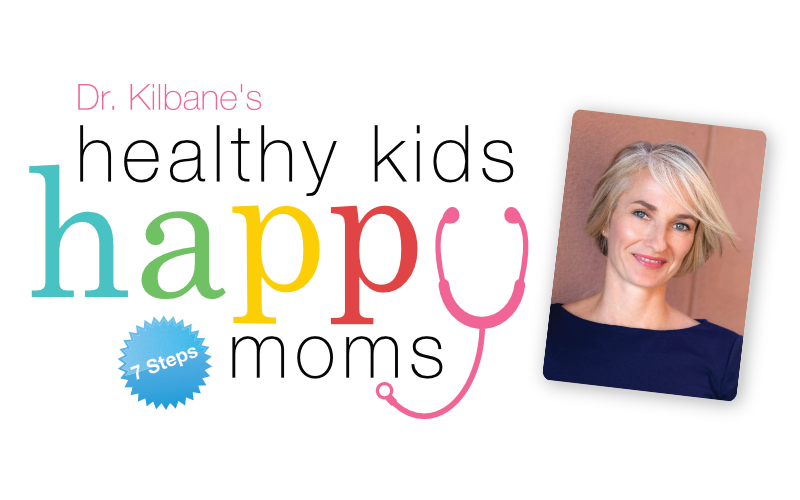 Dr. Kilbane's
healthy kids
happy
moms
7 Steps